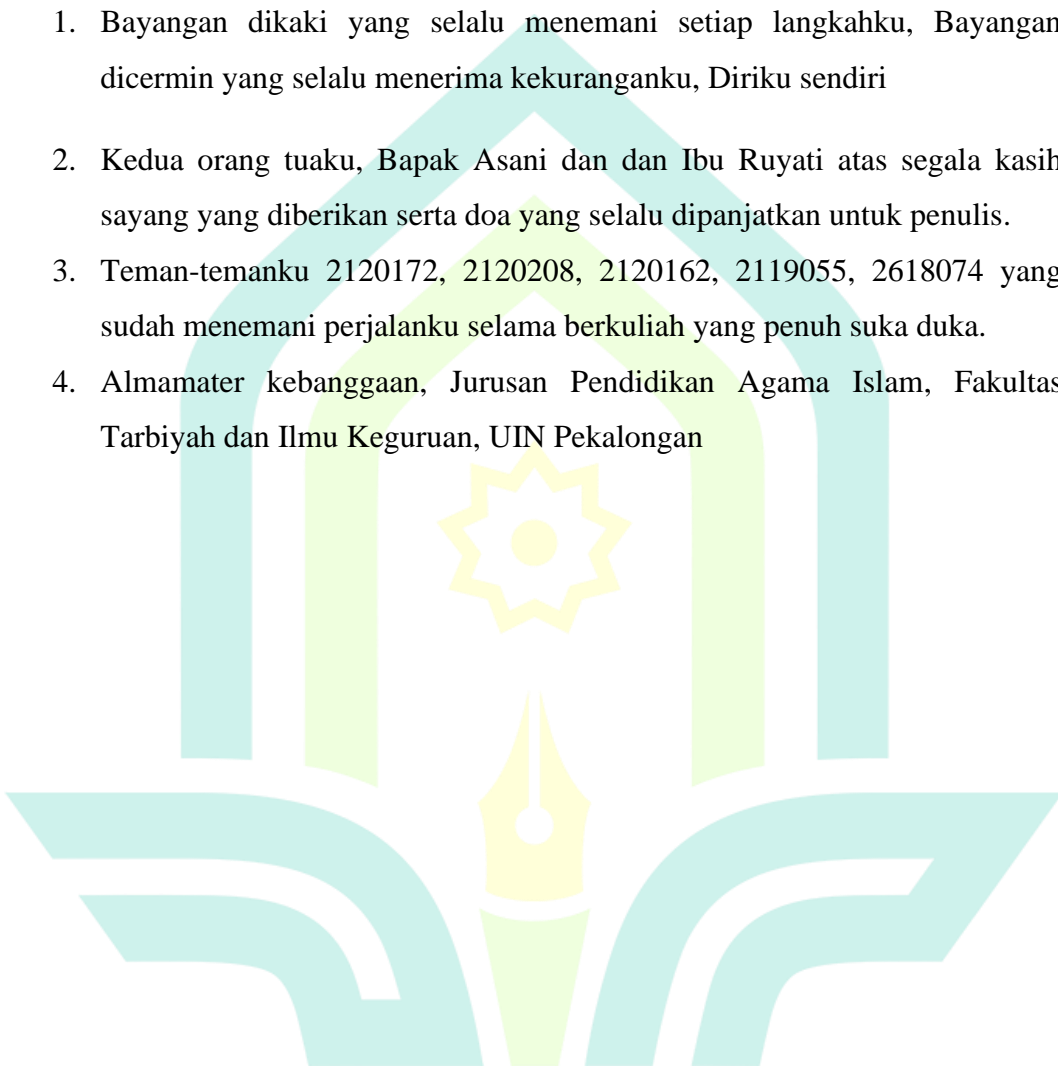 1. Bayangan dikaki yang selalu menemani setiap langkahku, Bayangan
dicermin yang selalu menerima kekuranganku, Diriku sendiri
2. Kedua orang tuaku, Bapak Asani dan dan Ibu Ruyati atas segala kasih
sayang yang diberikan serta doa yang selalu dipanjatkan untuk penulis.
3. Teman-temanku 2120172, 2120208, 2120162, 2119055, 2618074 yang
sudah menemani perjalanku selama berkuliah yang penuh suka duka.
4. Almamater kebanggaan, Jurusan Pendidikan Agama Islam, Fakultas
Tarbiyah dan Ilmu Keguruan, UIN Pekalongan